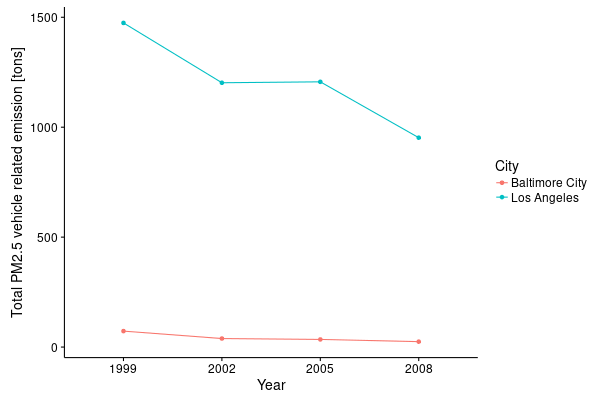 Total PM2.5 vehicle related emission [tons]
1500
1000
500
0
1999 2002 2005 2008
Year
City
Baltimore City
Los Angeles